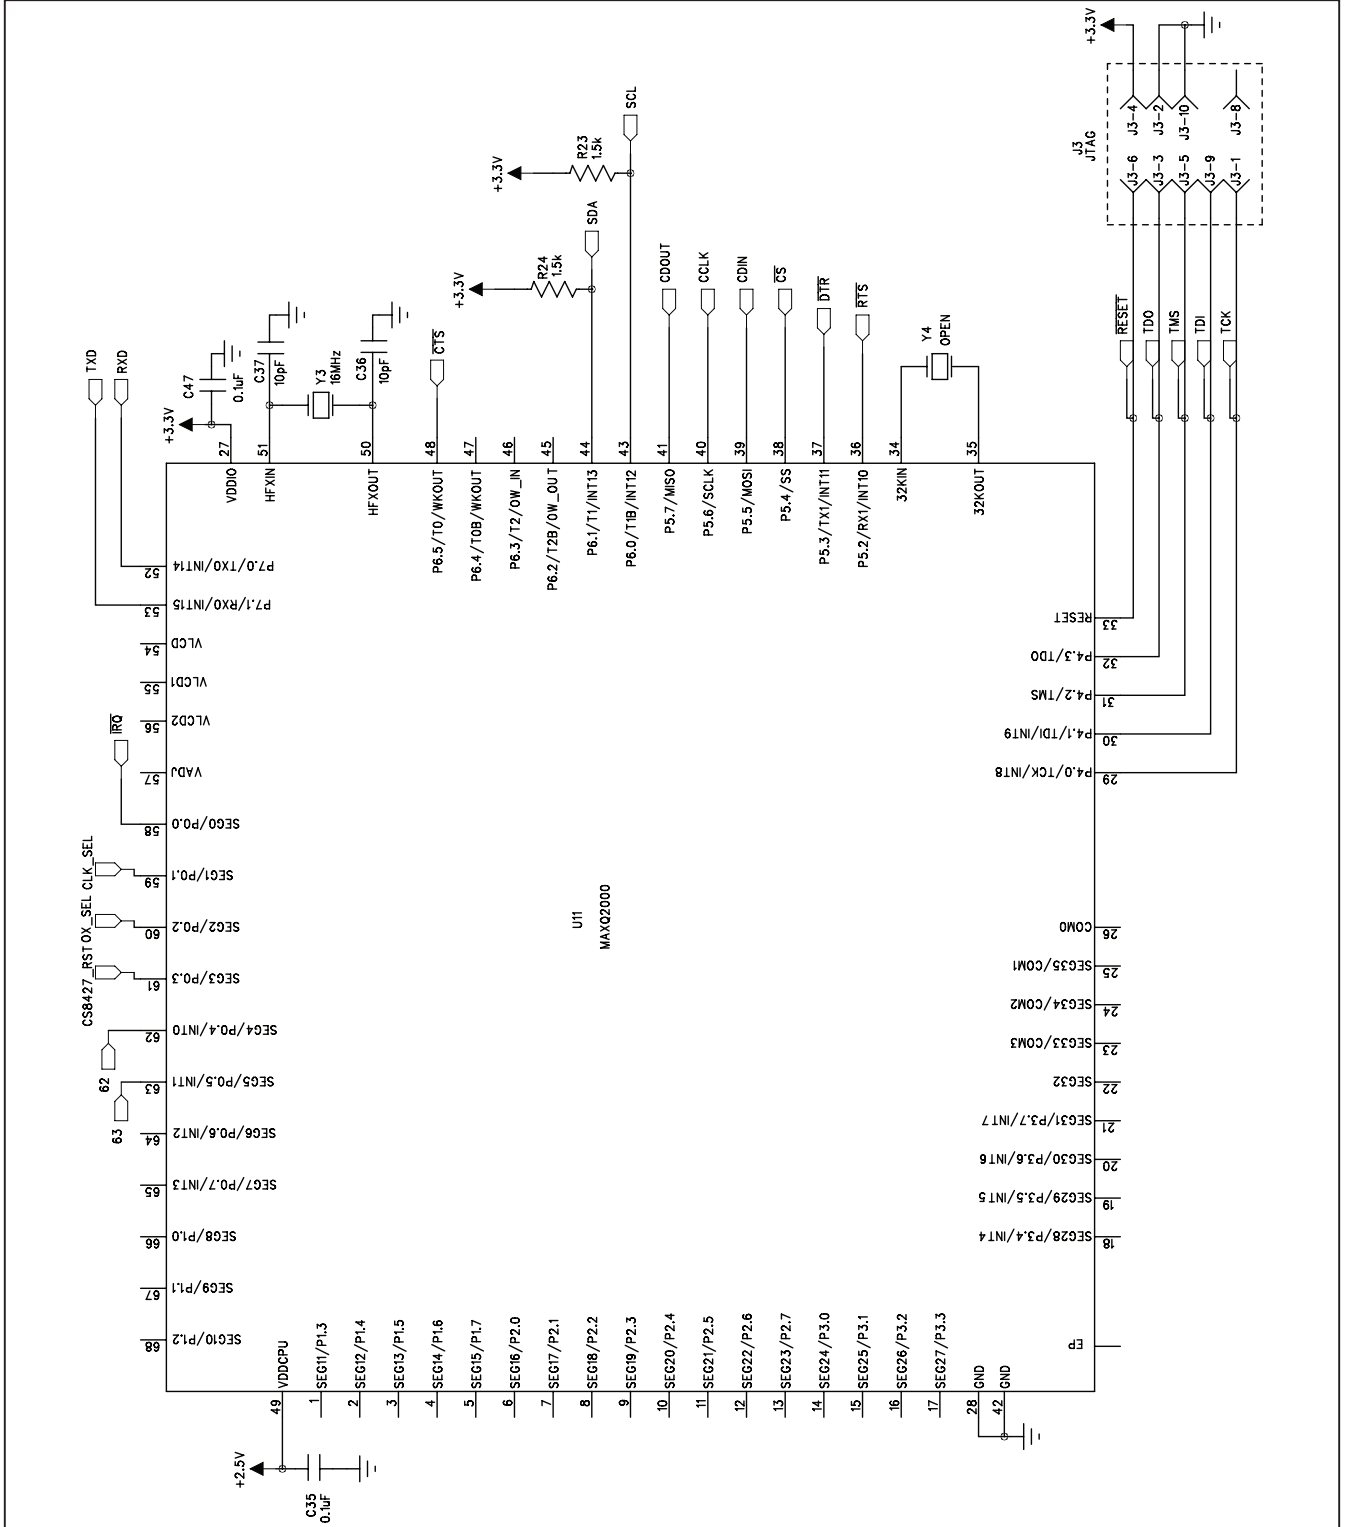 +3.3V
J3-4
J3-2
J3-10
J3-8
J3
JTAG
J3-6
J3-3
J3-5
J3-9
J3-1
RESET
TDO
TMS
TDI
TCK
SCL
R23
1.5k
+3.3V
SDA
R24
1.5k
+3.3V
CDOUT
CCLK
CDIN
CS
DTR
RTS
Y4
OPEN
TXD
RXD
C47
0.1uF
+3.3V
C37
10pF
Y3
16MHz
C36
10pF
CTS
27
51
50
48
47
46
45
44
43
41
40
39
38
37
36
34
35
VDDIO
HFXIN
HFXOUT
P6.5/T0/WKOUT
P6.4/T0B/WKOUT
P6.3/T2/OW_IN
P6.2/T2B/OW_OUT
P6.1/T1/INT13
P6.0/T1B/INT12
P5.7/MISO
P5.6/SCLK
P5.5/MOSI
P5.4/SS
P5.3/TX1/INT11
P5.2/RX1/INT10
32KIN
32KOUT
52 P7.0/TX0/INT14
53 P7.1/RX0/INT15
54 VLCD
55 VLCD1
56 VLCD2
IRQ
57 VADJ
58 SEG0/P0.0
CLK_SEL
59 SEG1/P0.1
OX_SEL
60 SEG2/P0.2
CS8427_RST
61 SEG3/P0.3
62 SEG4/P0.4/INT0
62
63 SEG5/P0.5/INT1
63
64 SEG6/P0.6/INT2
65 SEG7/P0.7/INT3
66 SEG8/P1.0
67 SEG9/P1.1
68 SEG10/P1.2
U11
MAXQ2000
RESET 33
P4.3/TDO 32
P4.2/TMS 31
P4.1/TDI/INT9 30
P4.0/TCK/INT8 29
COM0 26
SEG35/COM1 25
SEG34/COM2 24
SEG33/COM3 23
SEG32 22
SEG31/P3.7/INT7 21
SEG30/P3.6/INT6 20
SEG29/P3.5/INT5 19
SEG28/P3.4/INT4 18
EP
VDDCPU
SEG11/P1.3
SEG12/P1.4
SEG13/P1.5
SEG14/P1.6
SEG15/P1.7
SEG16/P2.0
SEG17/P2.1
SEG18/P2.2
SEG19/P2.3
SEG20/P2.4
SEG21/P2.5
SEG22/P2.6
SEG23/P2.7
SEG24/P3.0
SEG25/P3.1
SEG26/P3.2
SEG27/P3.3
GND
GND
49
1
2
3
4
5
6
7
8
9
10
11
12
13
14
15
16
17
28
42
+2.5V
C35
0.1uF